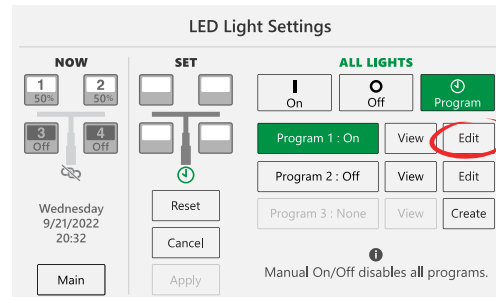 LED Light Settings
NOW
1
50%
2
50%
3
Off
4
Off
Wednesday
9/21/2022
20:32
Main
SET
Reset
Cancel
Apply
ALL LIGHTS
On
Off
Program
Program 1 : On
View
Edit
Program 2 : Off
View
Edit
Program 3 : None
View
Create
Manual On/Off disables all programs.